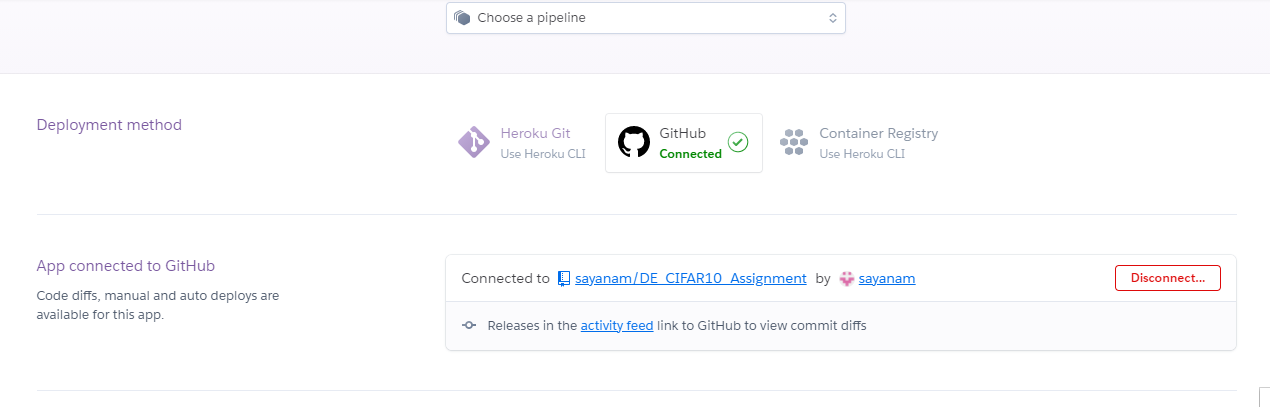 Choose a pipeline
Deployment method
Heroku Git
Use Heroku CLI
GitHub
Connected
Container Registry
Use Heroku CLI
App connected to GitHub
Code diffs, manual and auto deploys are
available for this app.
Connected to sayanam/DE_CIFAR10_Assignment by sayanam
Disconnect...
Releases in the activity feed link to GitHub to view commit diffs